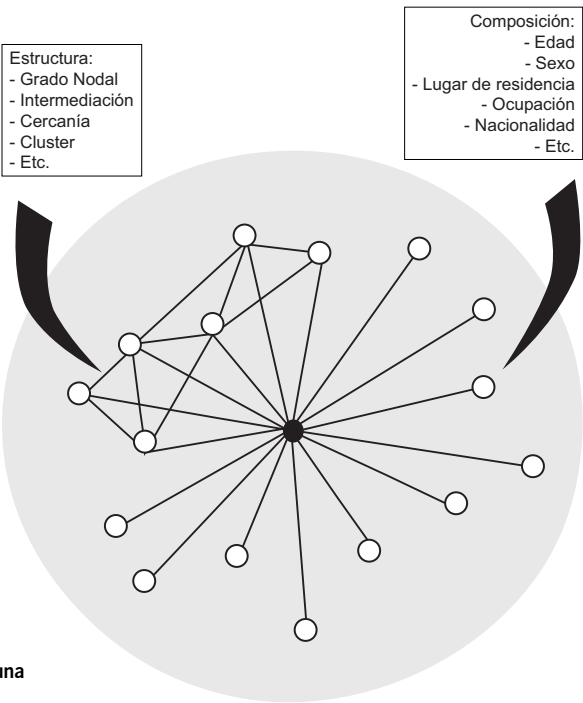 Estructura:
- Grado Nodal
- Intermediación
- Cercanía
- Cluster
- Etc.
Composición:
- Edad
- Sexo
- Lugar de residencia
- Ocupación
- Nacionalidad
- Etc.
una